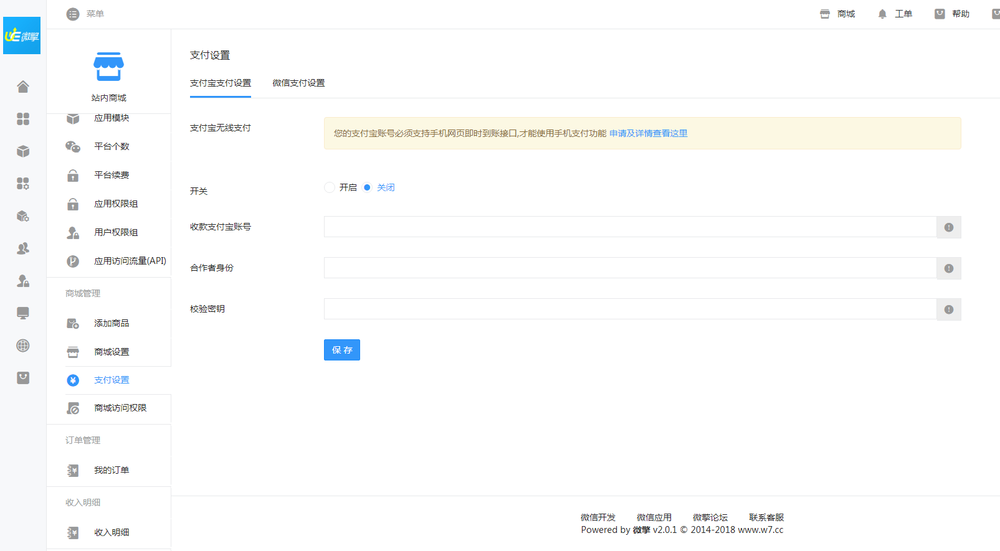 菜单
商城
工单
帮助
微擎
站内商城
应用模块
平台个数
平台续费
应用权限组
用户权限组
应用访问流量(API)
商城管理
添加商品
商城设置
支付设置
商城访问权限
订单管理
我的订单
收入明细
收入明细
支付设置
支付宝支付设置
微信支付设置
支付宝无线支付
您的支付宝账号必须支持手机网页即时到账接口,才能使用手机支付功能 申请及详情查看这里
开关
开启 关闭
收款支付宝账号
合作者身份
校验密钥
保 存
微信开发 微信应用 微擎论坛 联系客服
Powered by 微擎 v2.0.1 © 2014-2018 www.w7.cc